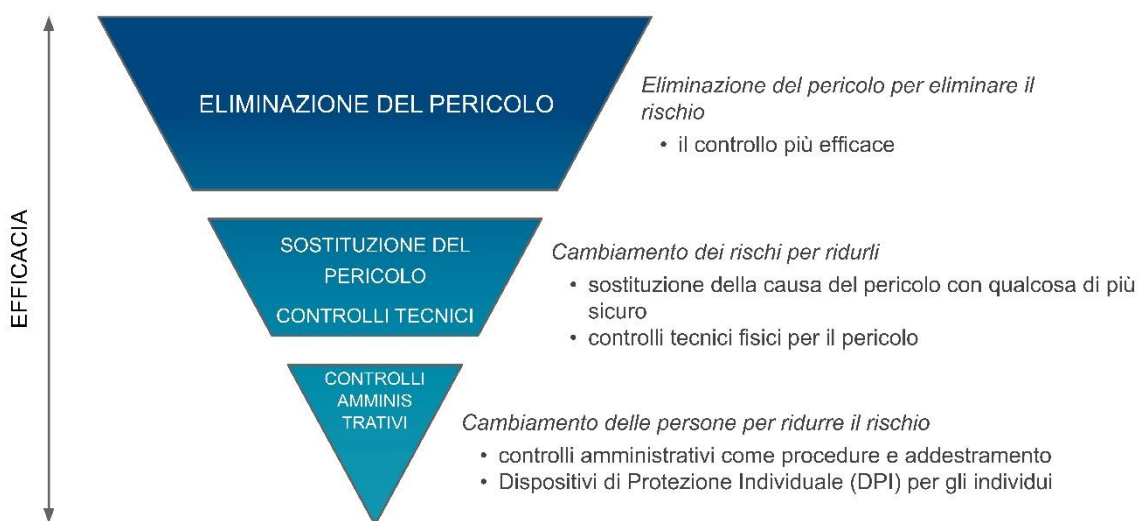 EFFICACIA
ELIMINAZIONE DEL PERICOLO
Eliminazione del pericolo per eliminare il
rischio
• il controllo più efficace
SOSTITUZIONE DEL
PERICOLO
CONTROLLI TECNICI
Cambiamento dei rischi per ridurli
• sostituzione della causa del pericolo con qualcosa di più
sicuro
• controlli tecnici fisici per il pericolo
CONTROLLI
AMMINIS
TRATIVI
Cambiamento delle persone per ridurre il rischio
• controlli amministrativi come procedure e addestramento
• Dispositivi di Protezione Individuale (DPI) per gli individui